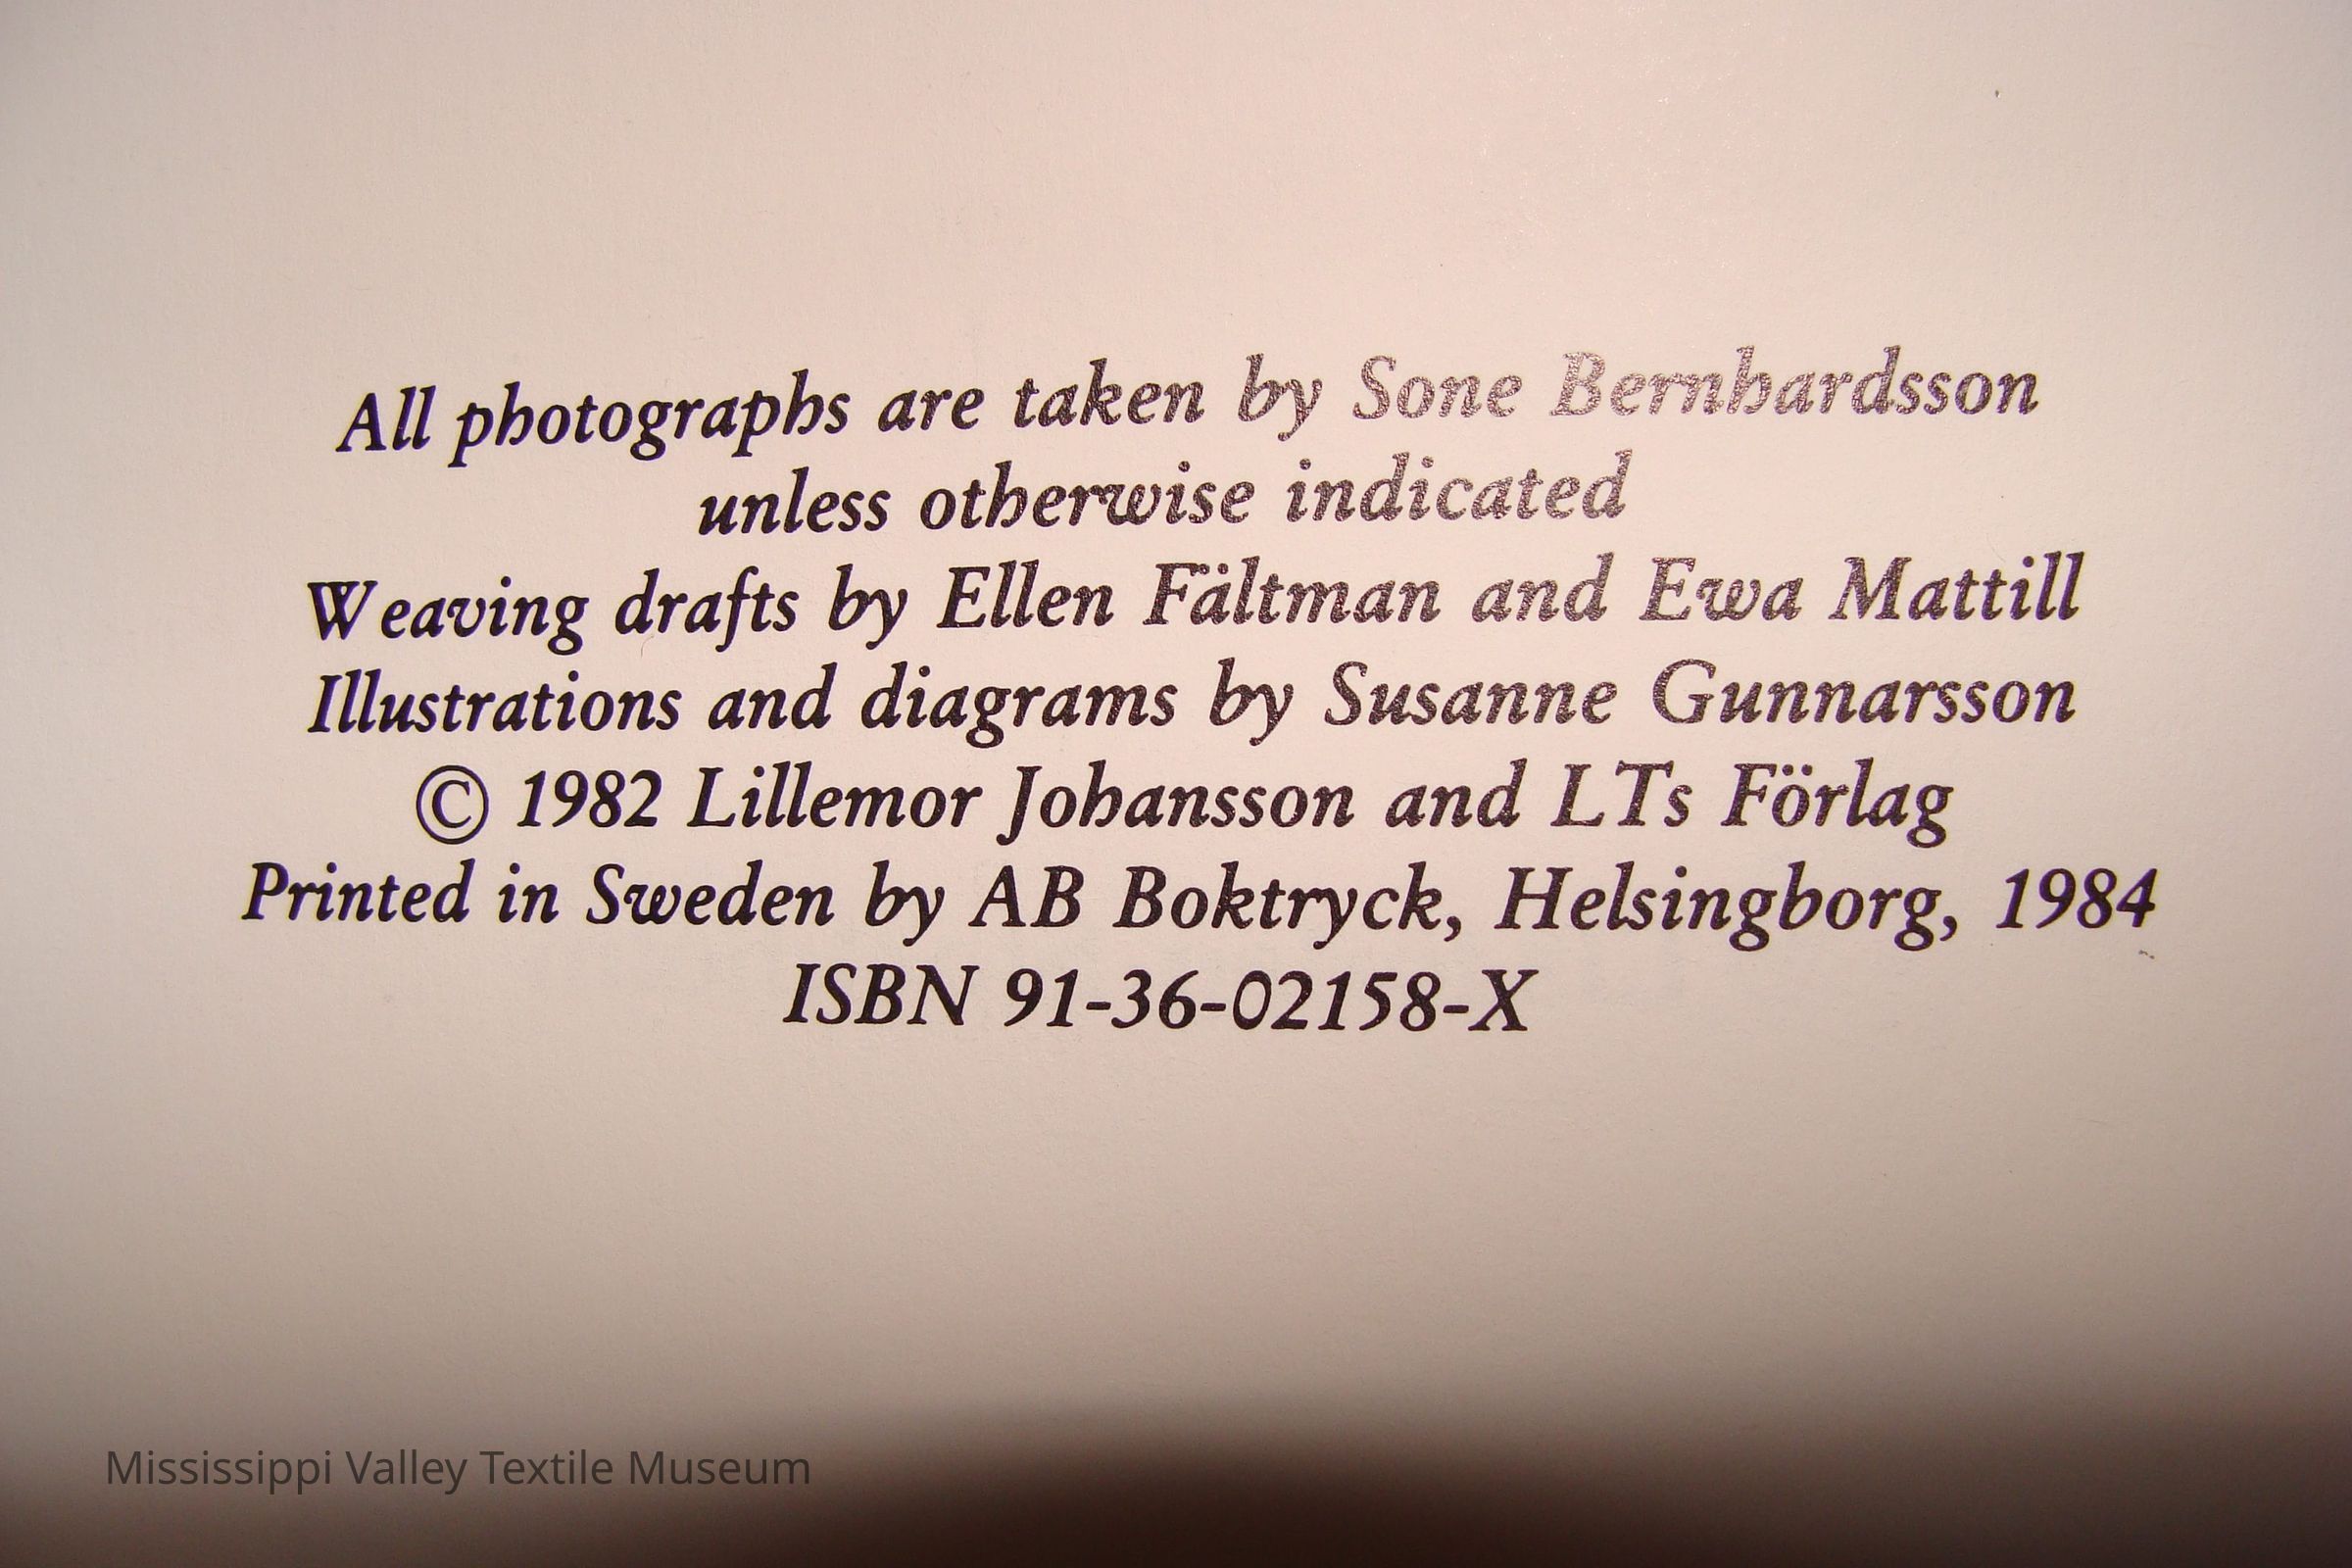 All photographs are taken by Sone Bernhardsson
unless otherwise indicated
Weaving drafts by Ellen Fältman and Ewa Mattill
Illustrations and diagrams by Susanne Gunnarsson
© 1982 Lillemor Johansson and LTs Förlag
Printed in Sweden by AB Boktryck, Helsingborg, 1984
ISBN 91-36-02158-X
Mississippi Valley Textile Museum